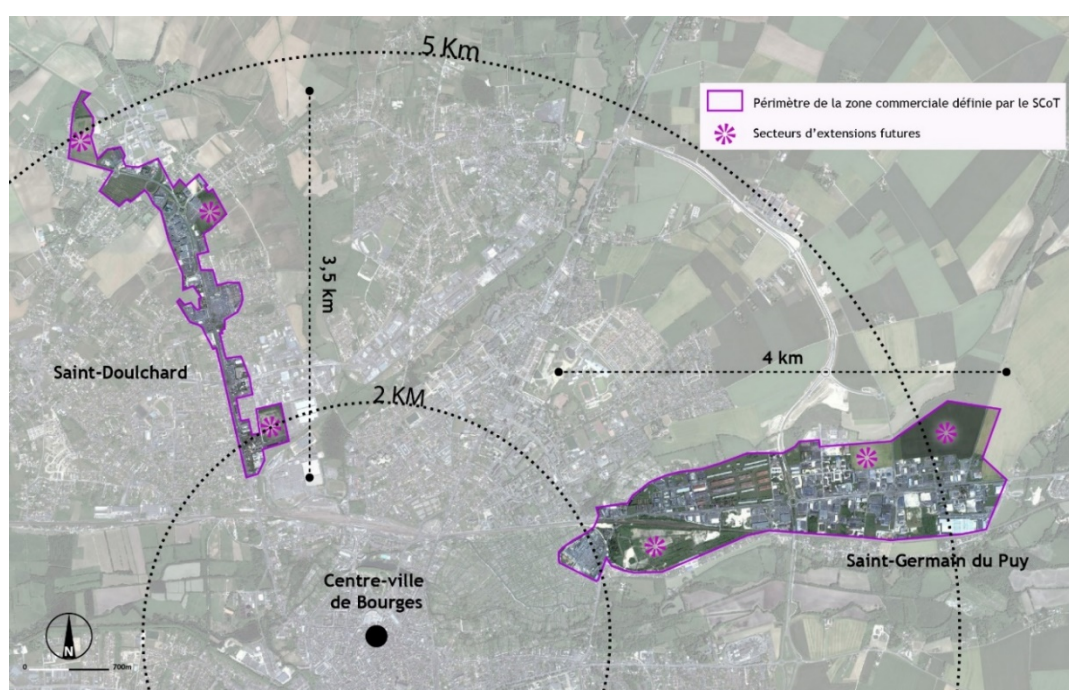 5 Km
Périmètre de la zone commerciale définie par le SCoT
Secteurs d'extensions futures
3,5 km
Saint-Doulchard
2 KM
4 km
Saint-Germain du Puy
Centre-ville
de Bourges
N
0 700m